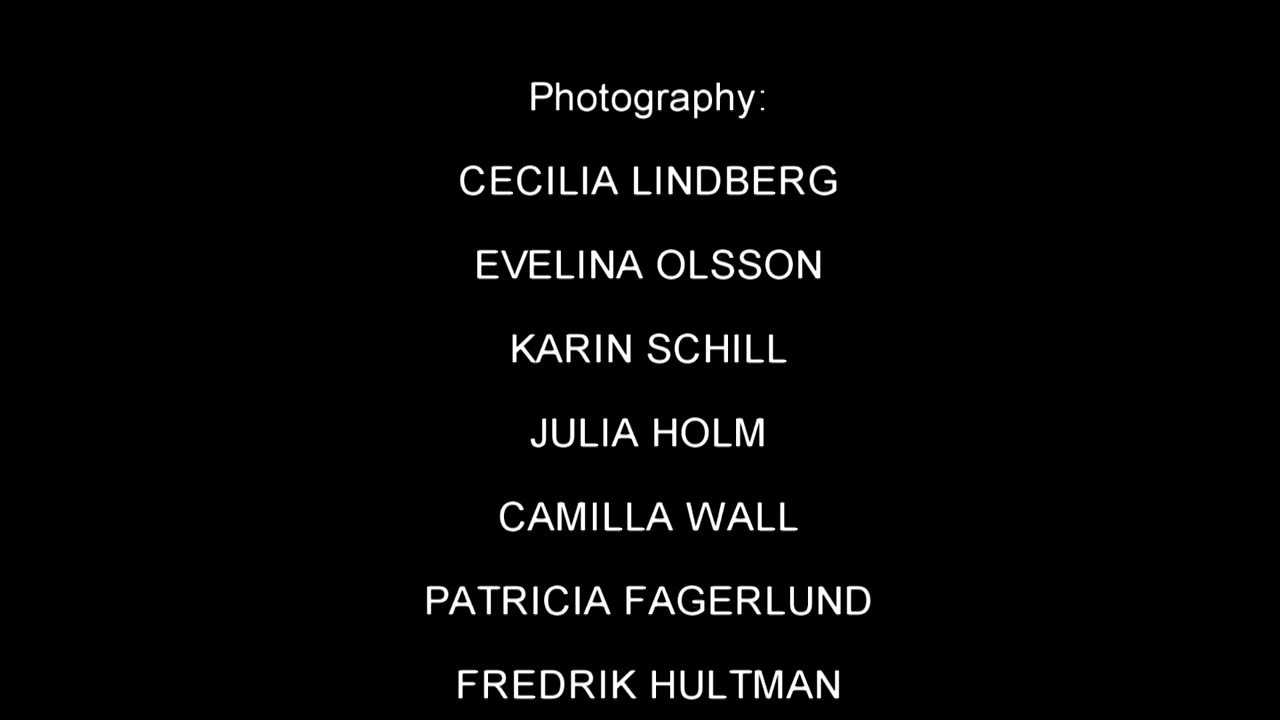 Photography:
CECILIA LINDBERG
EVELINA OLSSON
KARIN SCHILL
JULIA HOLM
CAMILLA WALL
PATRICIA FAGERLUND
FREDRIK HULTMAN